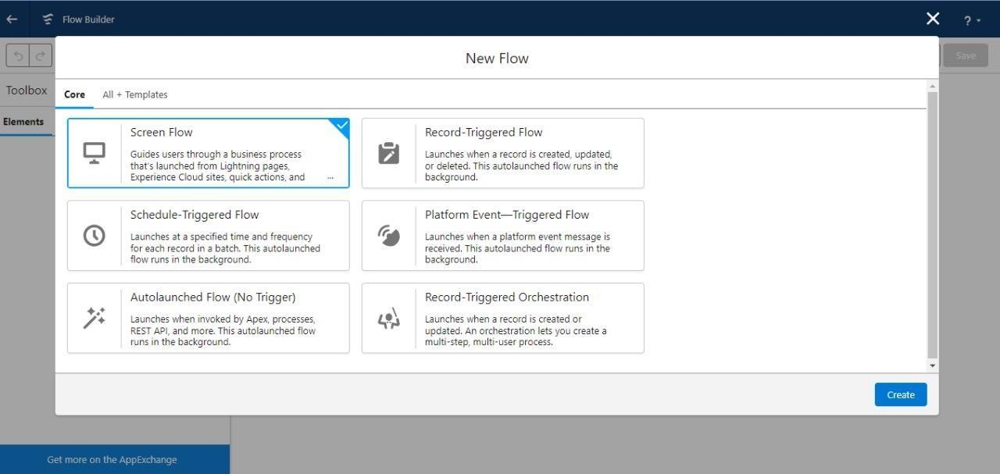 Flow Builder
?
New Flow
Save
Toolbox
Core
All + Templates
Elements
Screen Flow
Guides users through a business process
that's launched from Lightning pages,
Experience Cloud sites, quick actions, and ...
Record-Triggered Flow
Launches when a record is created, updated,
or deleted. This autolaunched flow runs in the
background.
Schedule-Triggered Flow
Launches at a specified time and frequency
for each record in a batch. This autolaunched
flow runs in the background.
Platform Event—Triggered Flow
Launches when a platform event message is
received. This autolaunched flow runs in the
background.
Autolaunched Flow (No Trigger)
Launches when invoked by Apex, processes,
REST API, and more. This autolaunched flow
runs in the background.
Record-Triggered Orchestration
Launches when a record is created or
updated. An orchestration lets you create a
multi-step, multi-user process.
Create
Get more on the AppExchange